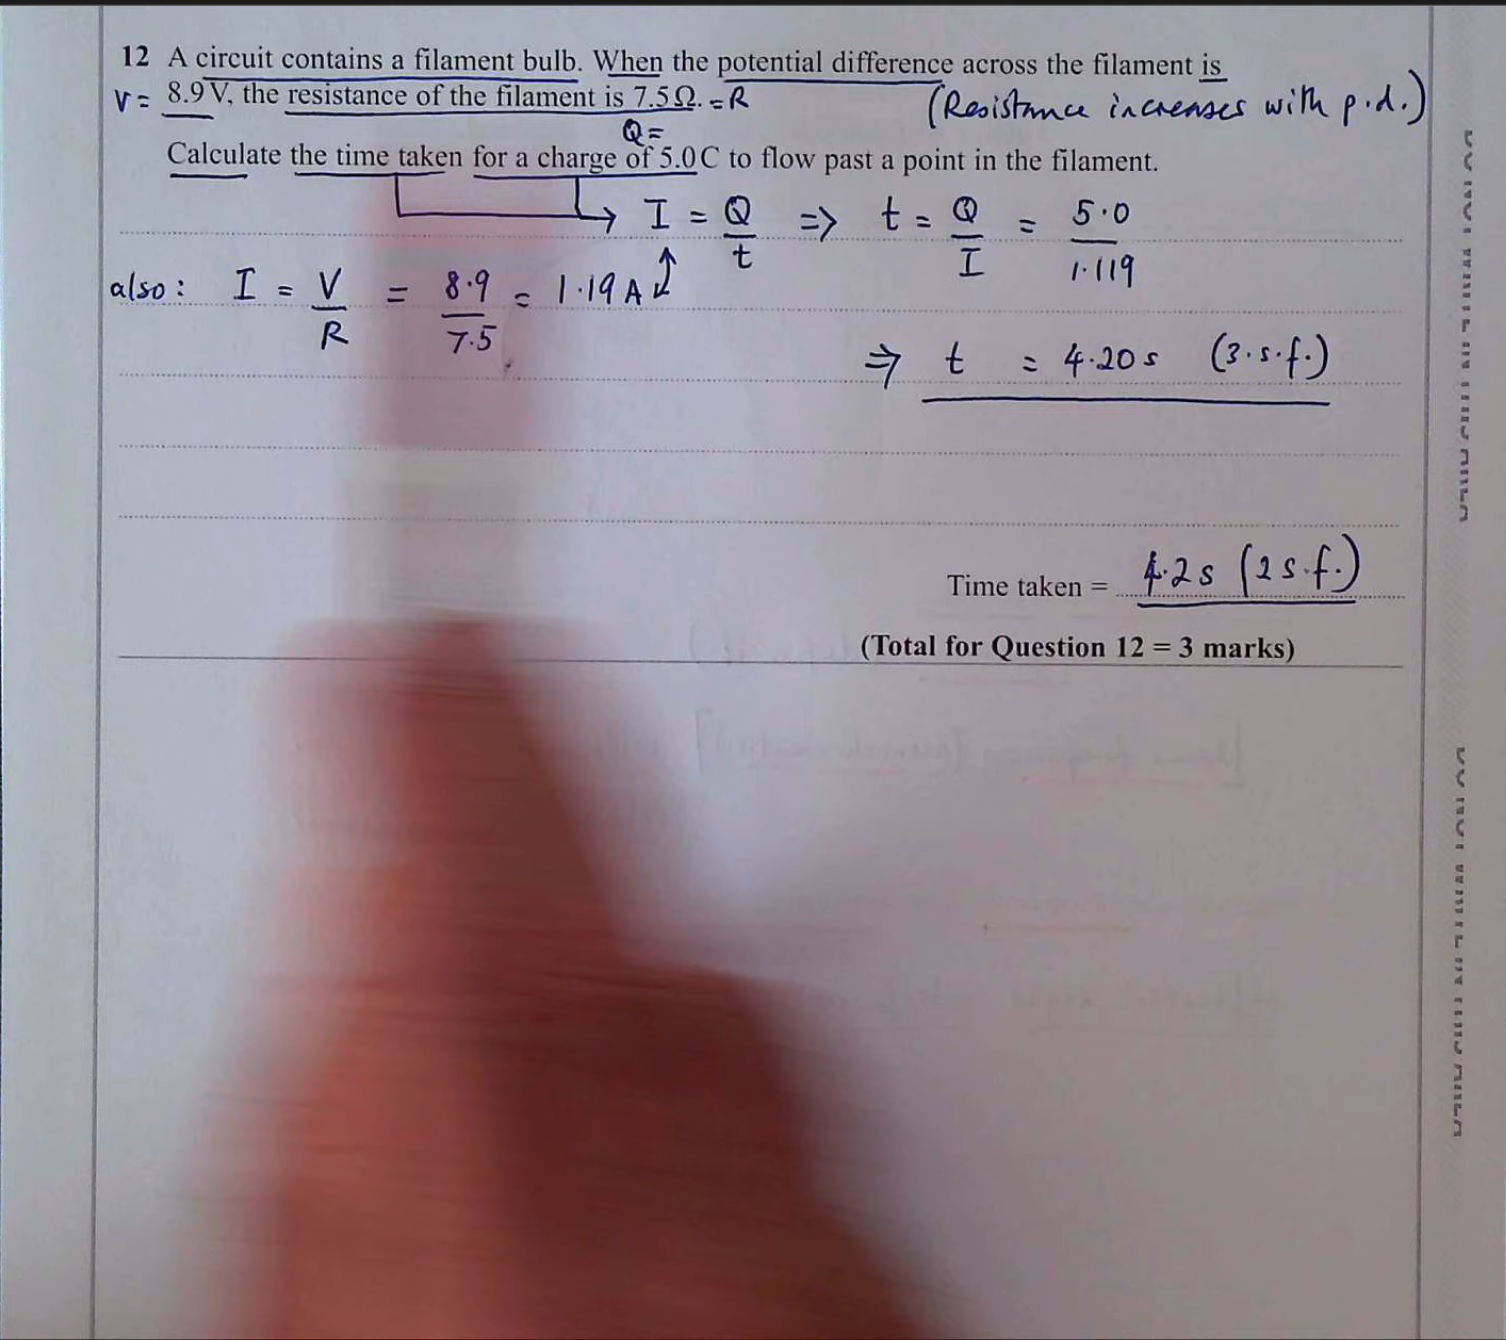 12 A circuit contains a filament bulb. When the potential difference across the filament is
V = 8.9 V, the resistance of the filament is 7.5 Ω. = R (Resistance increases with p.d.)
Q =
Calculate the time taken for a charge of 5.0 C to flow past a point in the filament.
I = Q/t => t = Q/I = 5.0/1.119
also: I = V/R = 8.9/7.5 = 1.19 A
=> t = 4.20 s (3.s.f.)
Time taken = 4.2 s (2 s.f.)
(Total for Question 12 = 3 marks)